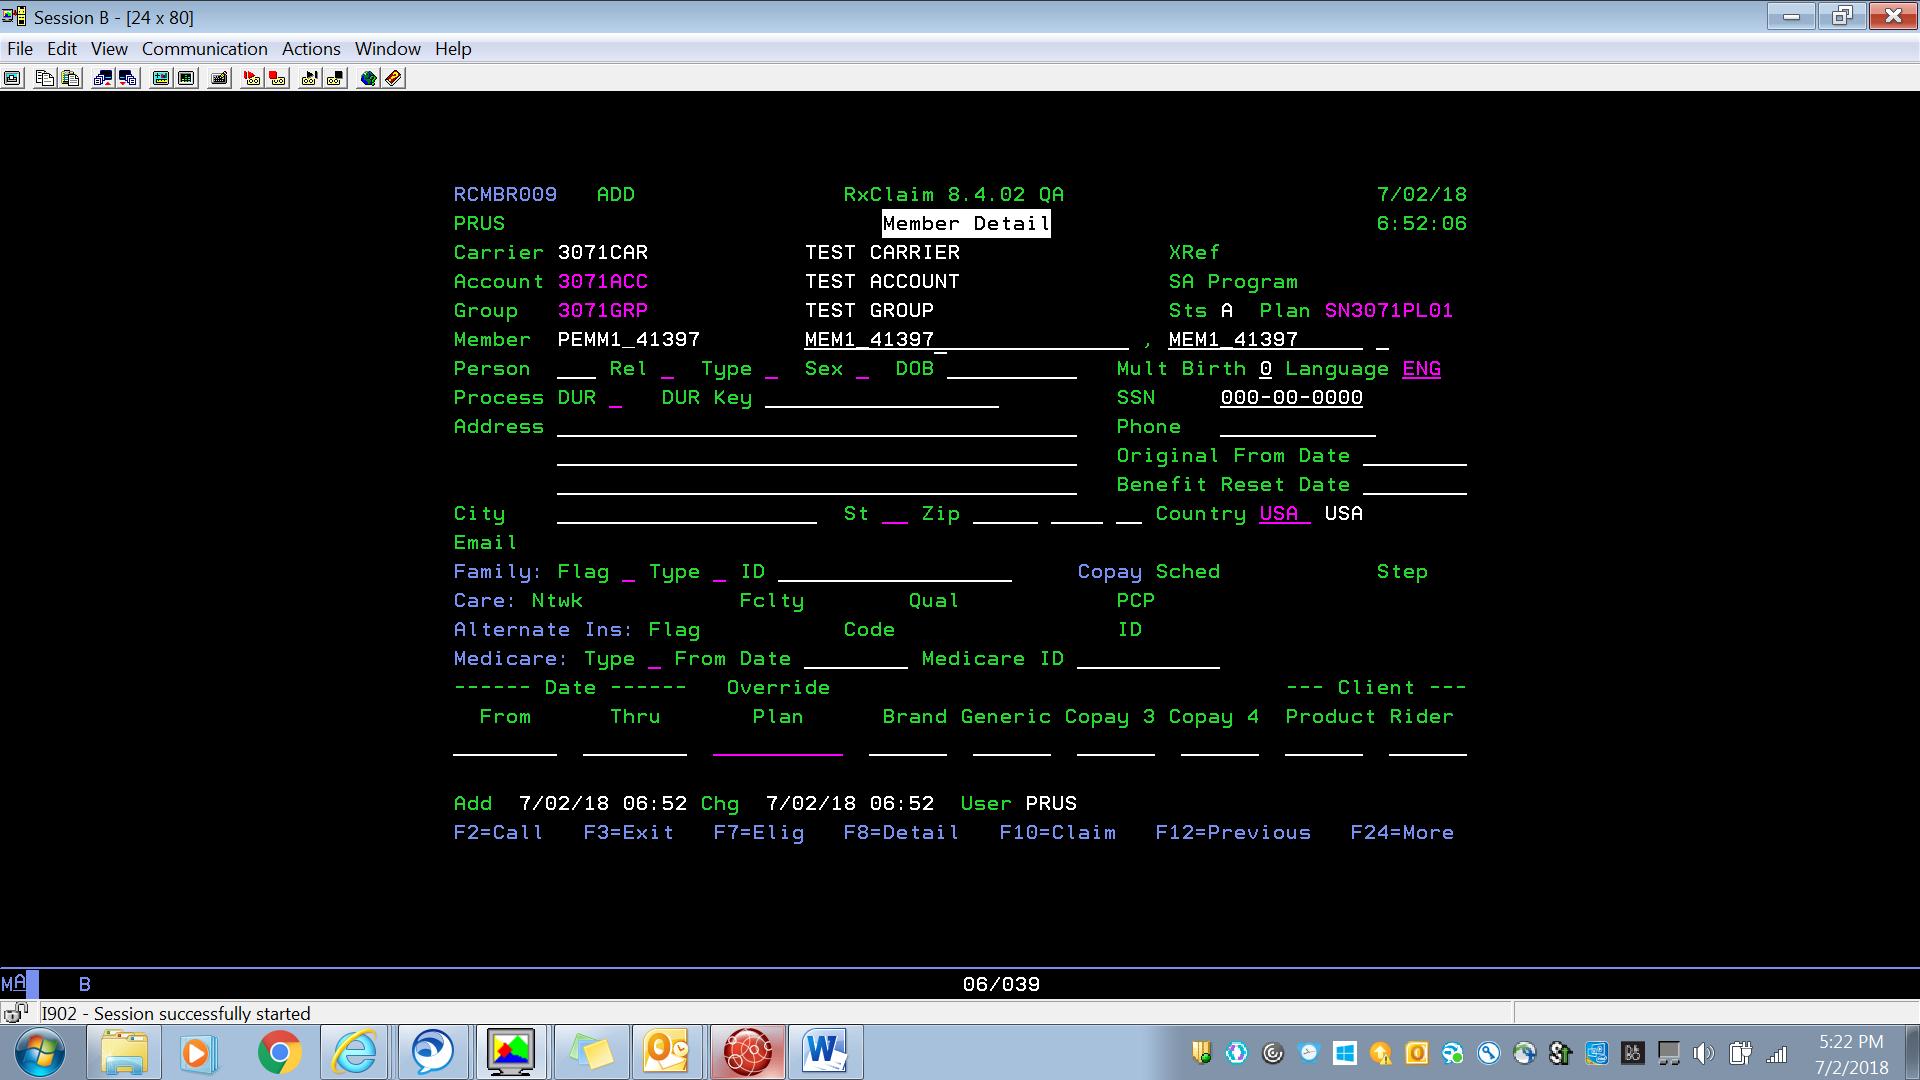 Session B - [24 x 80]
File Edit View Communication Actions Window Help
RCMBR009 ADD RxClaim 8.4.02 QA 7/02/18
PRUS Member Detail 6:52:06
Carrier 3071CAR TEST CARRIER XRef
Account 3071ACC TEST ACCOUNT SA Program
Group 3071GRP TEST GROUP Sts A Plan SN3071PL01
Member PEMM1_41397 MEM1_41397 , MEM1_41397
Person Rel Type Sex DOB Mult Birth 0 Language ENG
Process DUR DUR Key SSN 000-00-0000
Address Phone
Original From Date
Benefit Reset Date
City St Zip Country USA USA
Email
Family: Flag Type ID Copay Sched Step
Care: Ntwk Fclty Qual PCP
Alternate Ins: Flag Code ID
Medicare: Type From Date Medicare ID
------ Date ------ Override --- Client ---
From Thru Plan Brand Generic Copay 3 Copay 4 Product Rider
Add 7/02/18 06:52 Chg 7/02/18 06:52 User PRUS
F2=Call F3=Exit F7=Elig F8=Detail F10=Claim F12=Previous F24=More
MA B 06/039
I902 - Session successfully started
5:22 PM
7/2/2018